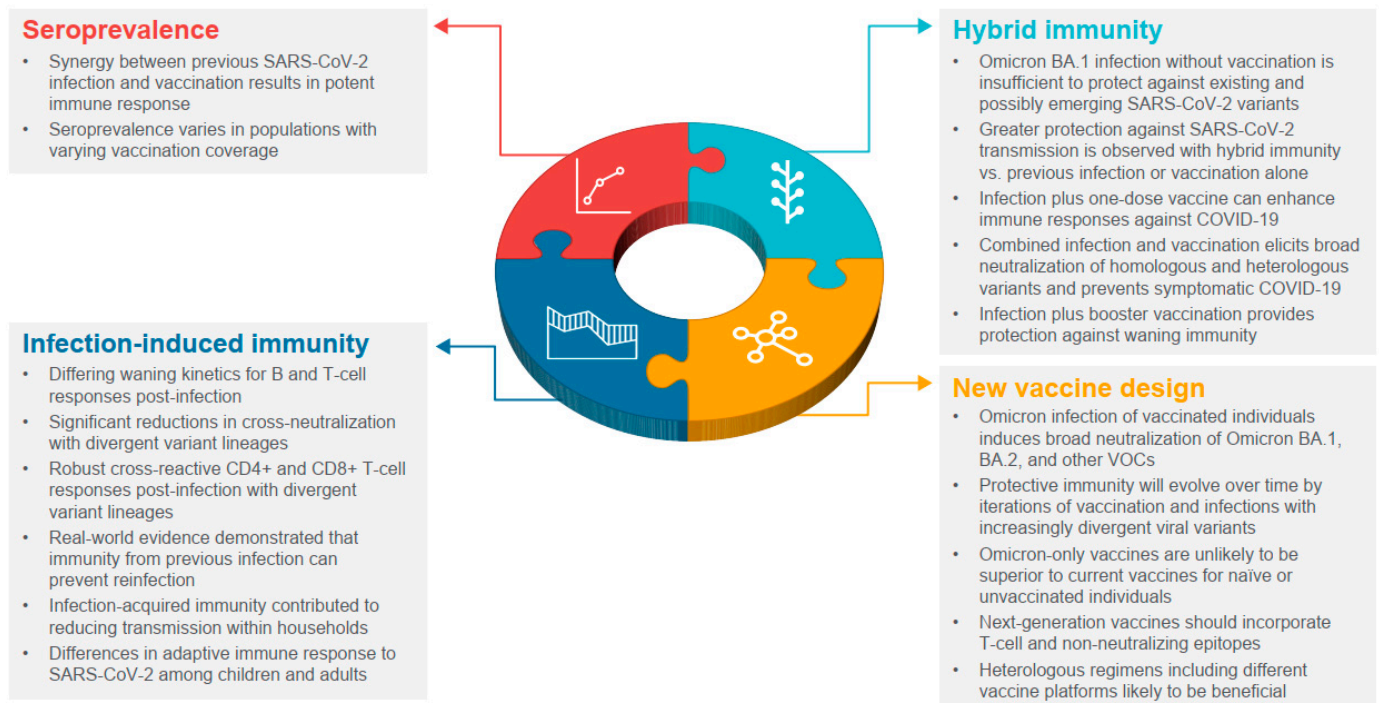 Seroprevalence
• Synergy between previous SARS-CoV-2
infection and vaccination results in potent
immune response
• Seroprevalence varies in populations with
varying vaccination coverage
Infection-induced immunity
• Differing waning kinetics for B and T-cell
responses post-infection
• Significant reductions in cross-neutralization
with divergent variant lineages
• Robust cross-reactive CD4+ and CD8+ T-cell
responses post-infection with divergent
variant lineages
• Real-world evidence demonstrated that
immunity from previous infection can
prevent reinfection
• Infection-acquired immunity contributed to
reducing transmission within households
• Differences in adaptive immune response to
SARS-CoV-2 among children and adults
Hybrid immunity
• Omicron BA.1 infection without vaccination is
insufficient to protect against existing and
possibly emerging SARS-CoV-2 variants
• Greater protection against SARS-CoV-2
transmission is observed with hybrid immunity
vs. previous infection or vaccination alone
• Infection plus one-dose vaccine can enhance
immune responses against COVID-19
• Combined infection and vaccination elicits broad
neutralization of homologous and heterologous
variants and prevents symptomatic COVID-19
• Infection plus booster vaccination provides
protection against waning immunity
New vaccine design
• Omicron infection of vaccinated individuals
induces broad neutralization of Omicron BA.1,
BA.2, and other VOCs
• Protective immunity will evolve over time by
iterations of vaccination and infections with
increasingly divergent viral variants
• Omicron-only vaccines are unlikely to be
superior to current vaccines for naïve or
unvaccinated individuals
• Next-generation vaccines should incorporate
T-cell and non-neutralizing epitopes
• Heterologous regimens including different
vaccine platforms likely to be beneficial